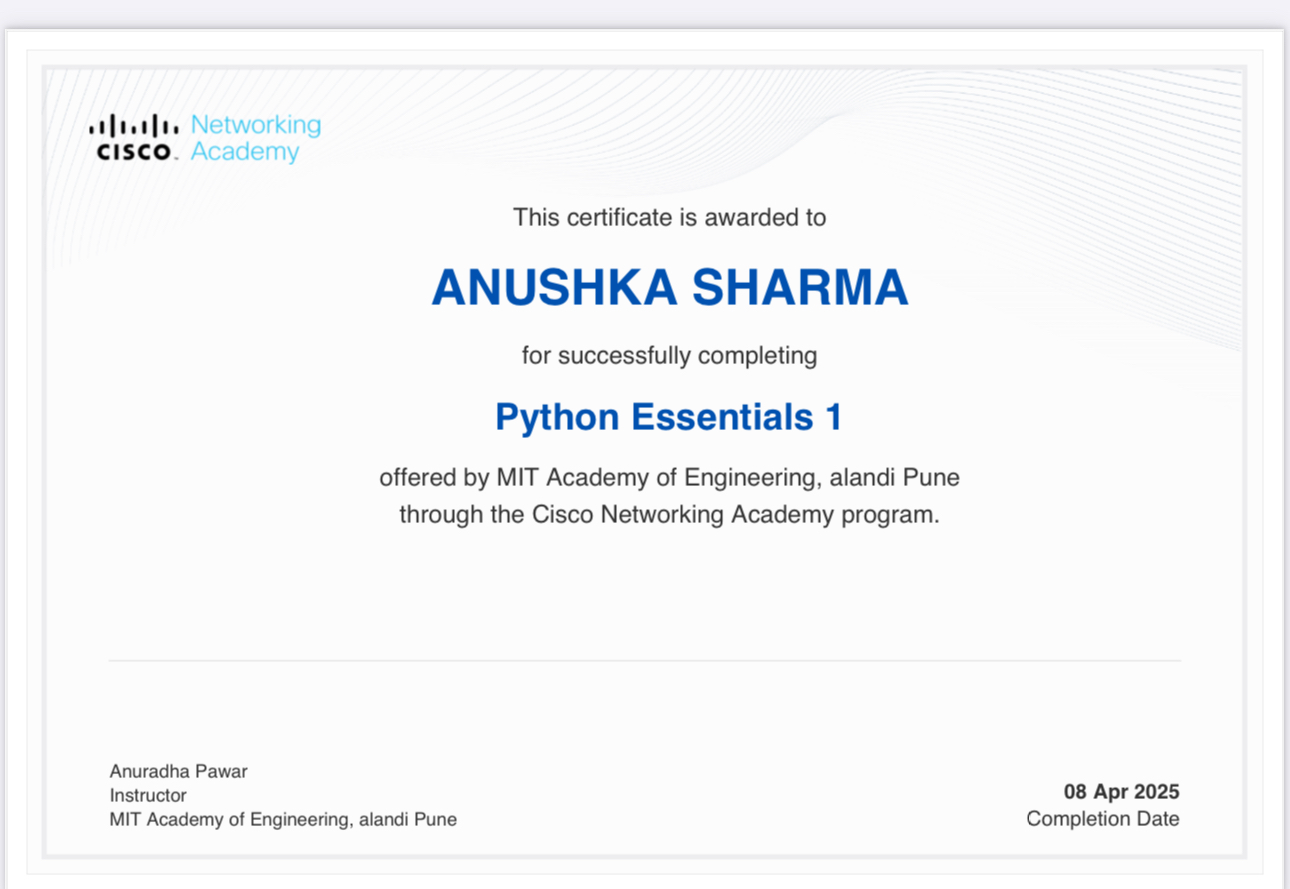 CISCO Networking
Academy
This certificate is awarded to
ANUSHKA SHARMA
for successfully completing
Python Essentials 1
offered by MIT Academy of Engineering, alandi Pune
through the Cisco Networking Academy program.
Anuradha Pawar
Instructor
MIT Academy of Engineering, alandi Pune
08 Apr 2025
Completion Date